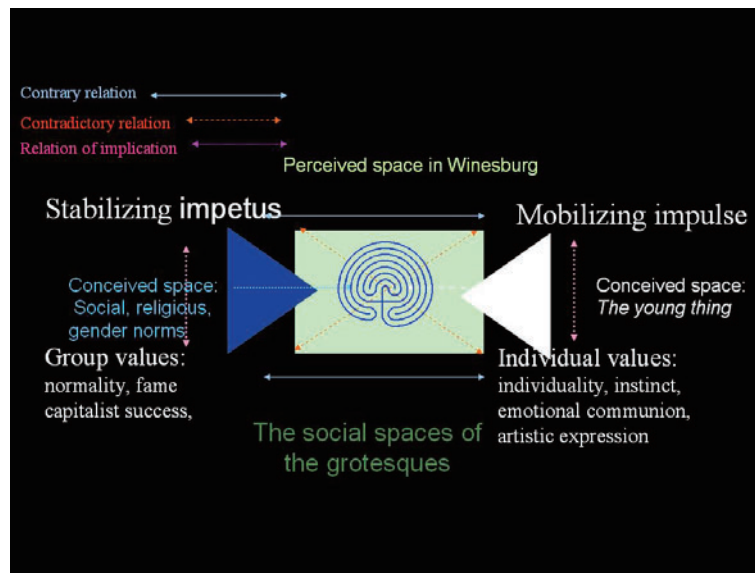 Contrary relation
Contradictory relation
Relation of implication
Perceived space in Winesburg
Stabilizing impetus
Mobilizing impulse
Conceived space:
Social, religious,
gender norms
Conceived space:
The young thing
Group values:
normality, fame
capitalist success,
Individual values:
individuality, instinct,
emotional communion,
artistic expression
The social spaces of
the grotesques